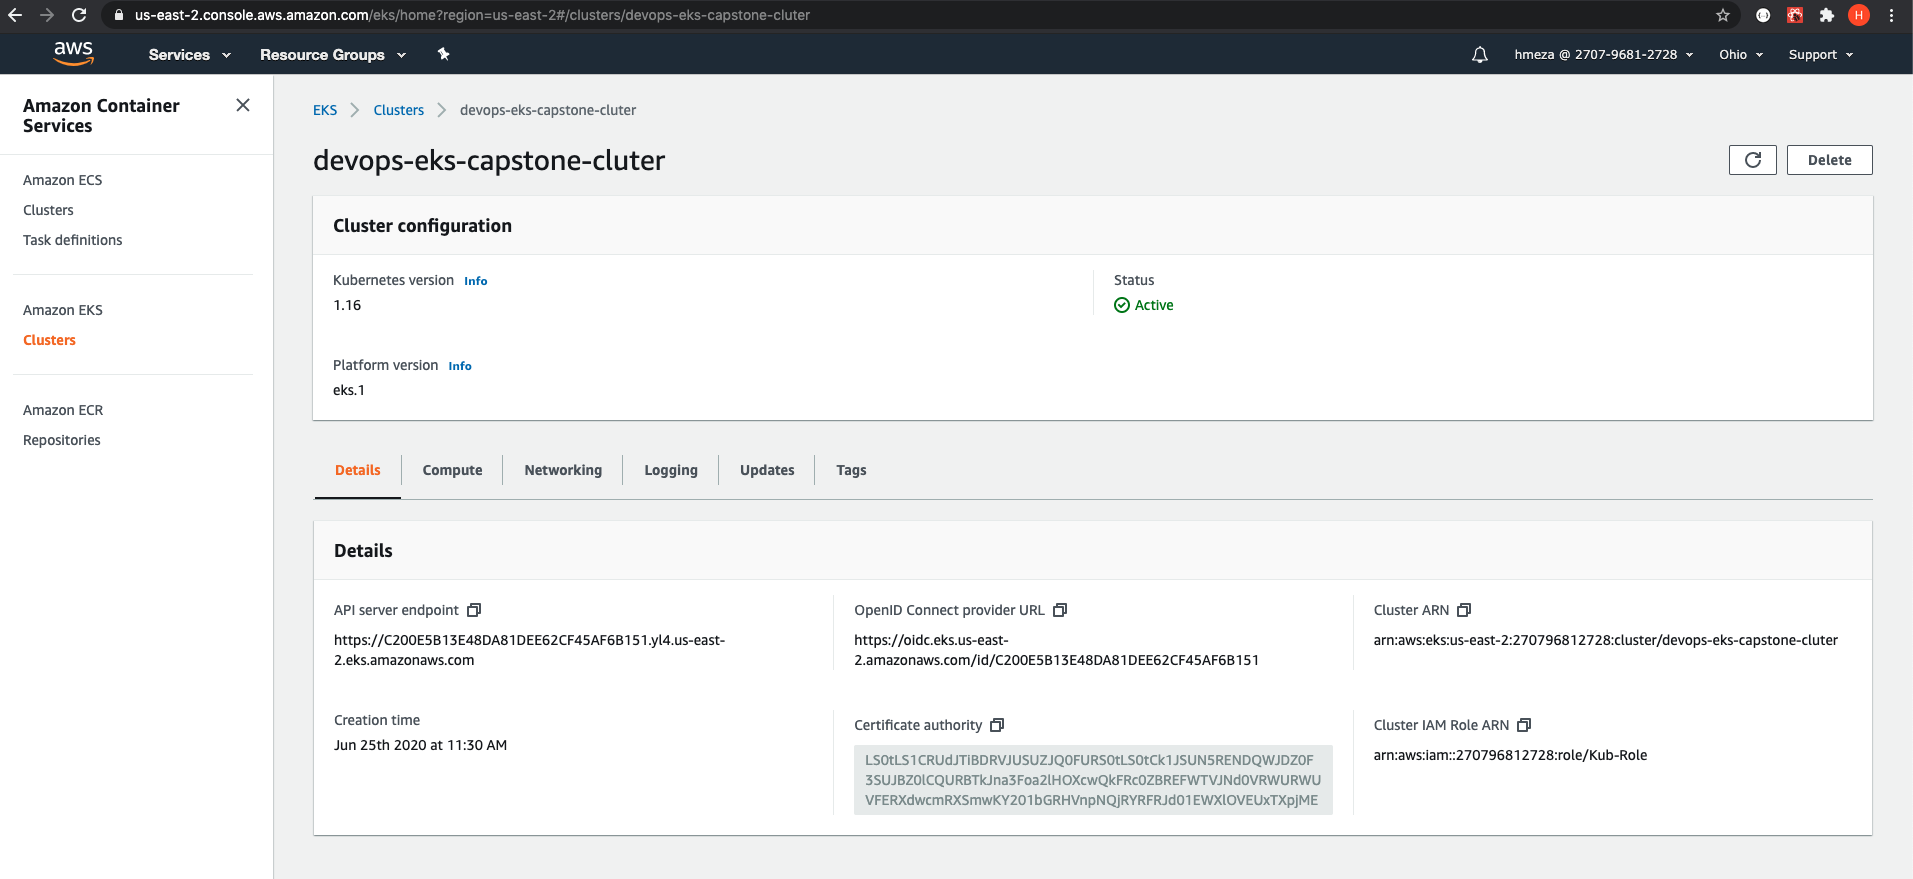 us-east-2.console.aws.amazon.com/eks/home?region=us-east-2#/clusters/devops-eks-capstone-cluter
H
aws
Services
Resource Groups
hmeza @ 2707-9681-2728
Ohio
Support
Amazon Container
Services
Amazon ECS
Clusters
Task definitions
Amazon EKS
Clusters
Amazon ECR
Repositories
EKS
Clusters
devops-eks-capstone-cluter
devops-eks-capstone-cluter
Delete
Cluster configuration
Kubernetes version Info
1.16
Status
Active
Platform version Info
eks.1
Details
Compute
Networking
Logging
Updates
Tags
Details
API server endpoint
https://C200E5B13E48DA81DEE62CF45AF6B151.yl4.us-east-
2.eks.amazonaws.com
OpenID Connect provider URL
https://oidc.eks.us-east-
2.amazonaws.com/id/C200E5B13E48DA81DEE62CF45AF6B151
Cluster ARN
arn:aws:eks:us-east-2:270796812728:cluster/devops-eks-capstone-cluter
Creation time
Jun 25th 2020 at 11:30 AM
Certificate authority
LS0tLS1CRUdJTiBDRVJUSUZJQ0FURS0tLS0tCk1JSUN5RENDQWJDZ0F
3SUJBZ0lCQURBTkJna3Foa2lHOXcwQkFRc0ZBREFWTVJNd0VRWURWU
VFERXdwcmRXSmwKY201bGRHVnpNQjRYRFRJd01EWXlOVEUxTXpjME
Cluster IAM Role ARN
arn:aws:iam::270796812728:role/Kub-Role